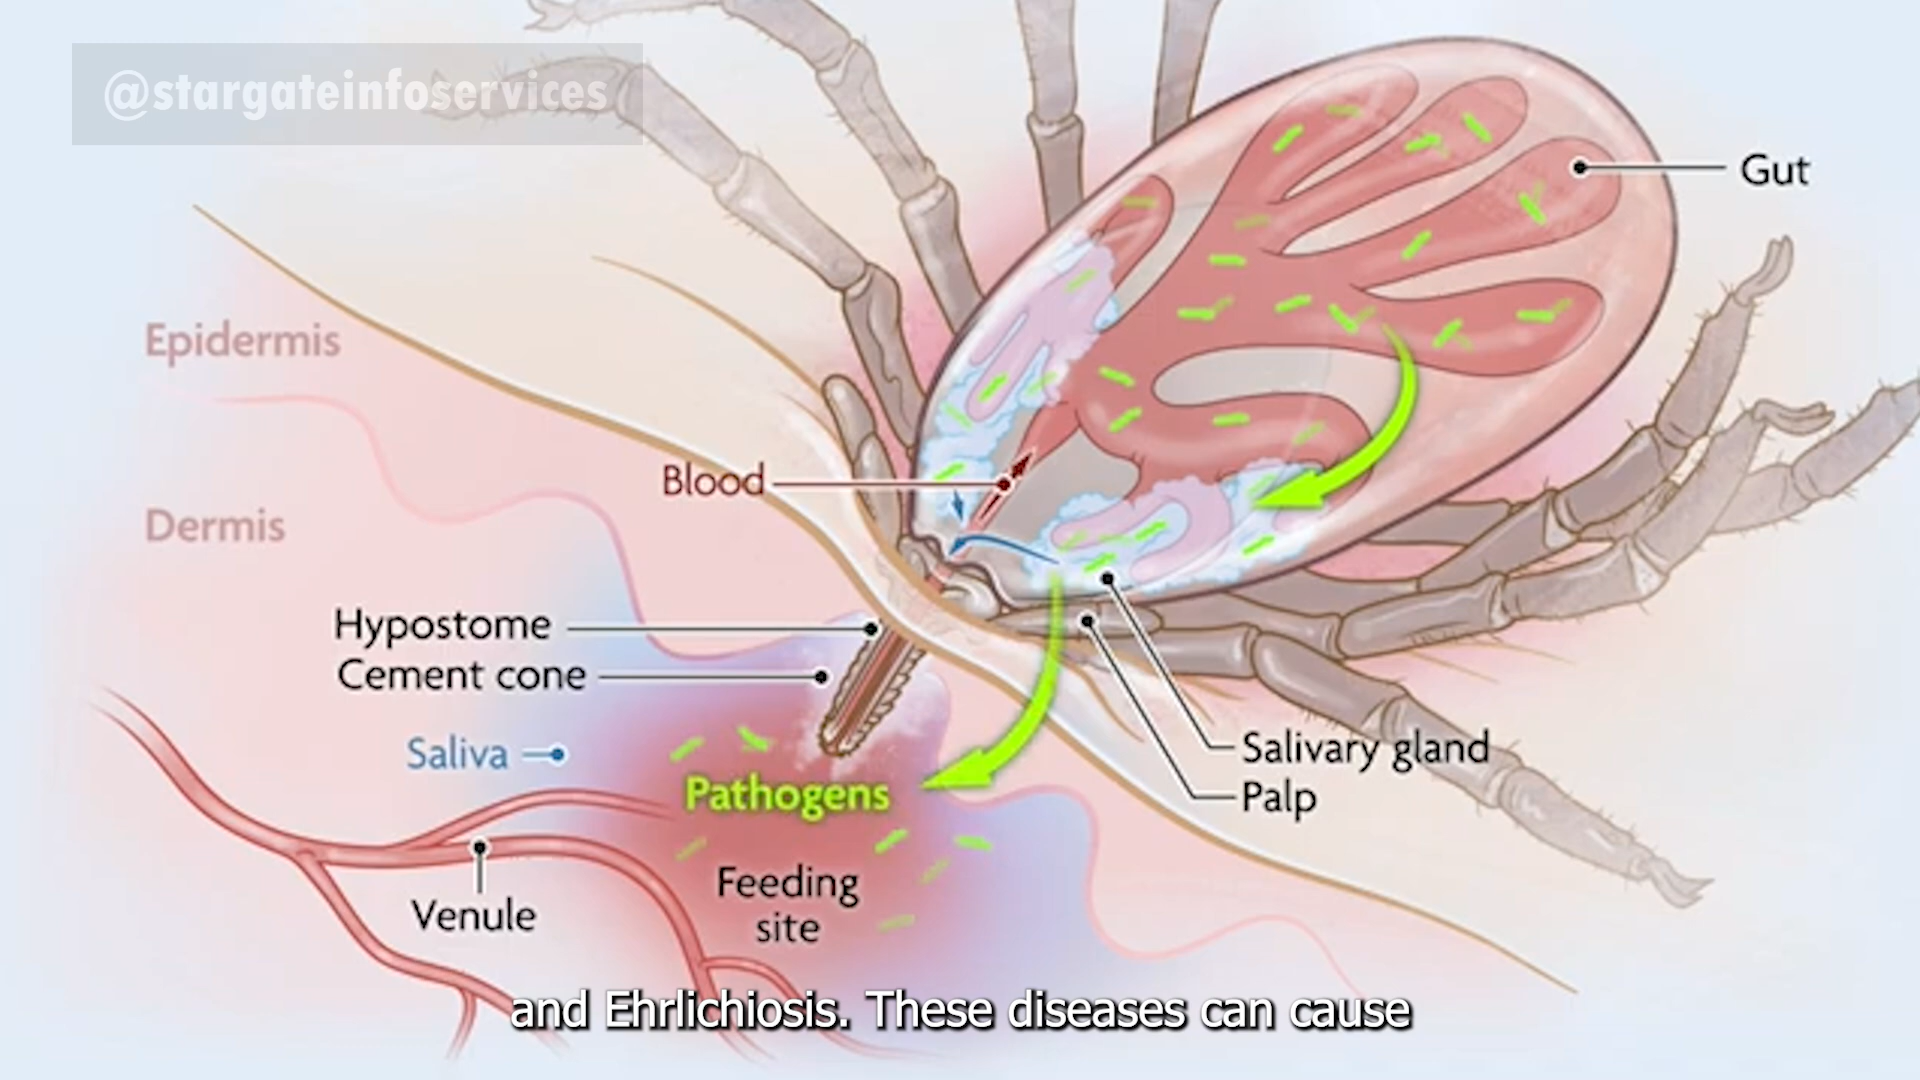 @stargateinfoservices
Gut
Epidermis
Blood
Dermis
Hypostome
Cement cone
Saliva
Salivary gland
Pathogens
Palp
Feeding
site
Venule
and Ehrlichiosis. These diseases can cause